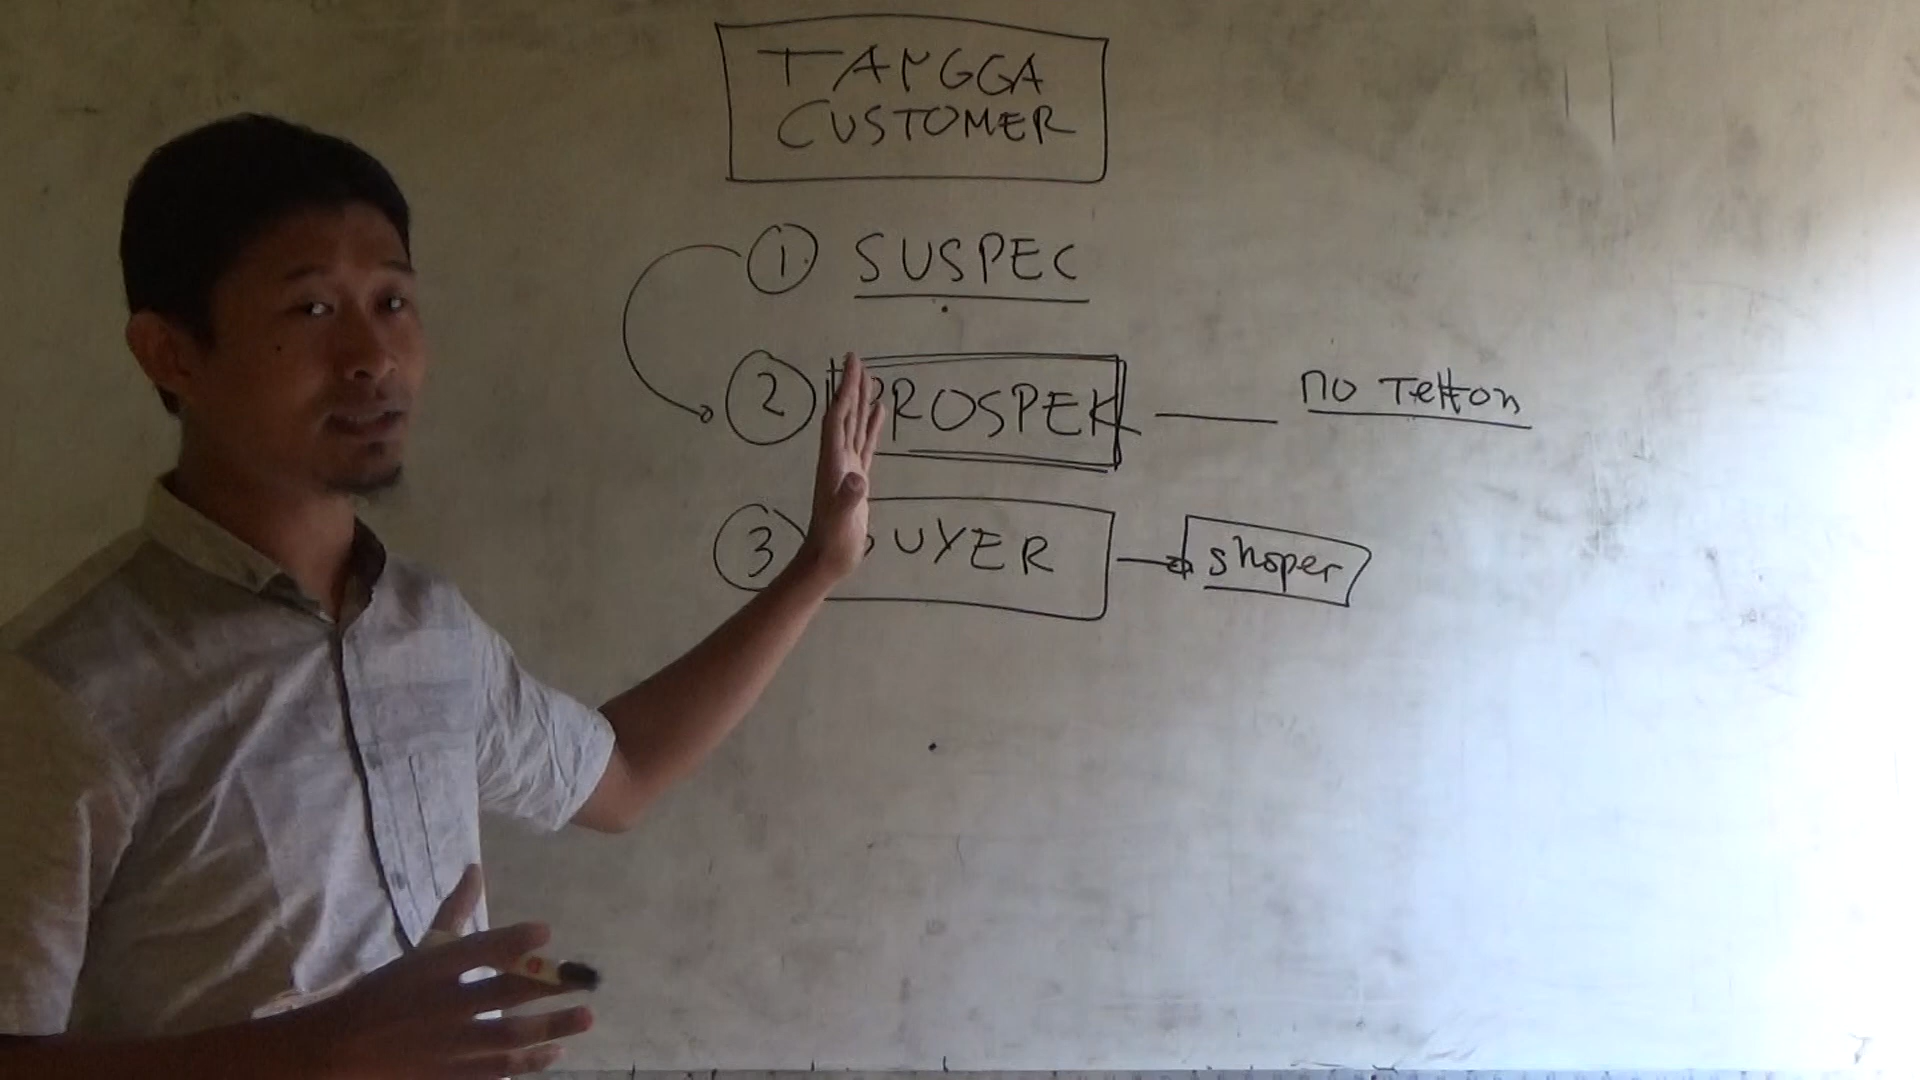 TANGGA
CUSTOMER
1 SUSPEC
2 PROSPEK no Telfon
3 BUYER shoper